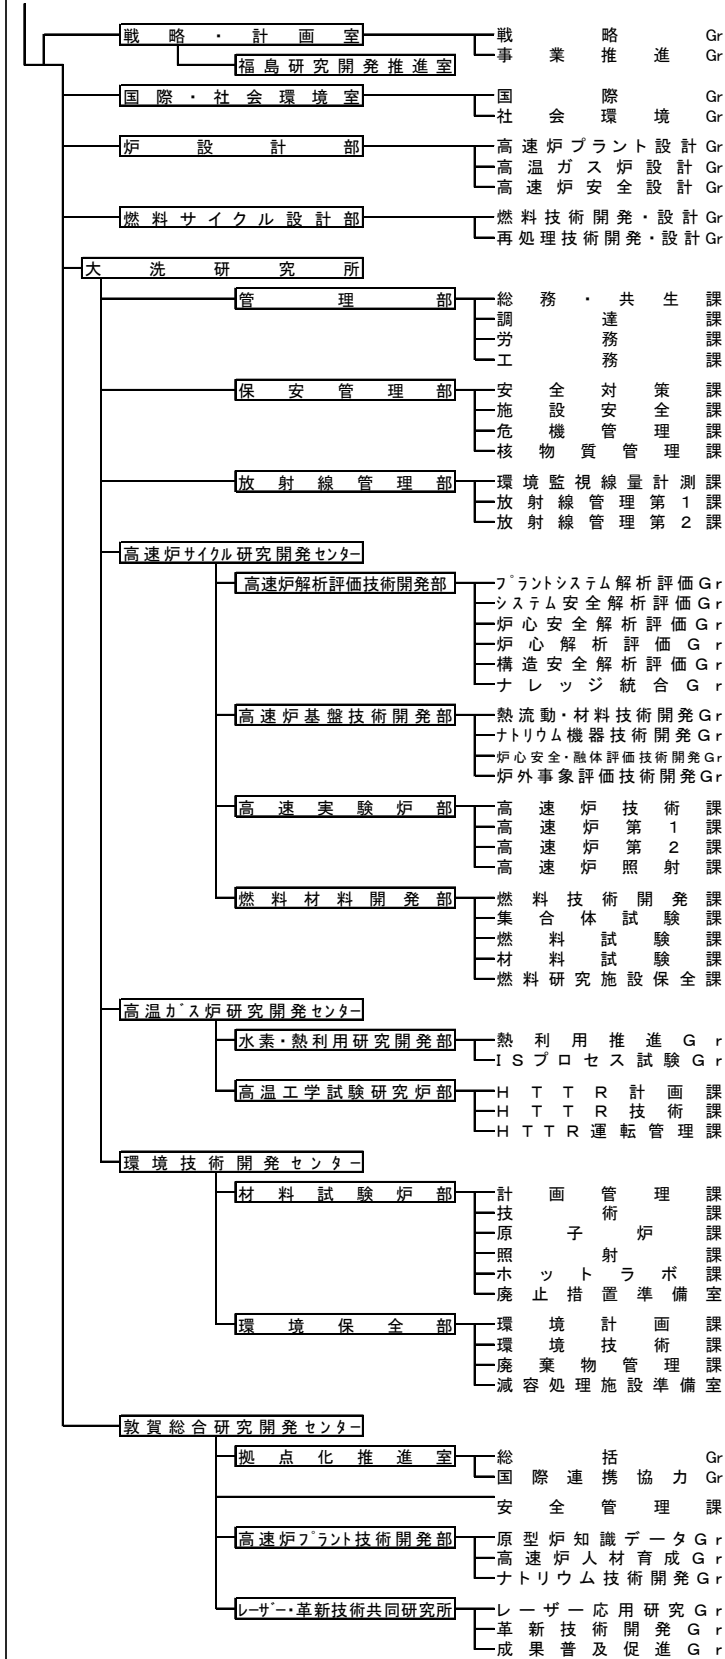 戦略・計画室
戦略Gr
事業推進Gr
福島研究開発推進室
国際・社会環境室
国際Gr
社会環境Gr
炉設計部
高速炉プラント設計Gr
高温ガス炉設計Gr
高速炉安全設計Gr
燃料サイクル設計部
燃料技術開発・設計Gr
再処理技術開発・設計Gr
大洗研究所
管理部
総務・共生課
調達課
労務課
工務課
保安管理部
安全対策課
施設安全課
危機管理課
核物質管理課
放射線管理部
環境監視線量計測課
放射線管理第1課
放射線管理第2課
高速炉サイクル研究開発センター
高速炉解析評価技術開発部
プラントシステム解析評価Gr
システム安全解析評価Gr
炉心安全解析評価Gr
炉心解析評価Gr
構造安全解析評価Gr
ナレッジ統合Gr
高速炉基盤技術開発部
熱流動・材料技術開発Gr
ナトリウム機器技術開発Gr
炉心安全・融体評価技術開発Gr
炉外事象評価技術開発Gr
高速実験炉部
高速炉技術課
高速炉第1課
高速炉第2課
高速炉照射課
燃料材料開発部
燃料技術開発課
集合体試験課
燃料試験課
材料試験課
燃料研究施設保全課
高温ガス炉研究開発センター
水素・熱利用研究開発部
熱利用推進Gr
ISプロセス試験Gr
高温工学試験研究炉部
HTTR計画課
HTTR技術課
HTTR運転管理課
環境技術開発センター
材料試験炉部
計画管理課
技術課
原子炉課
照射課
ホットラボ課
廃止措置準備室
環境保全部
環境計画課
環境技術課
廃棄物管理課
減容処理施設準備室
敦賀総合研究開発センター
拠点化推進室
総括Gr
国際連携協力Gr
安全管理課
高速炉プラント技術開発部
原型炉知識データGr
高速炉人材育成Gr
ナトリウム技術開発Gr
レーザー・革新技術共同研究所
レーザー応用研究Gr
革新技術開発Gr
成果普及促進Gr